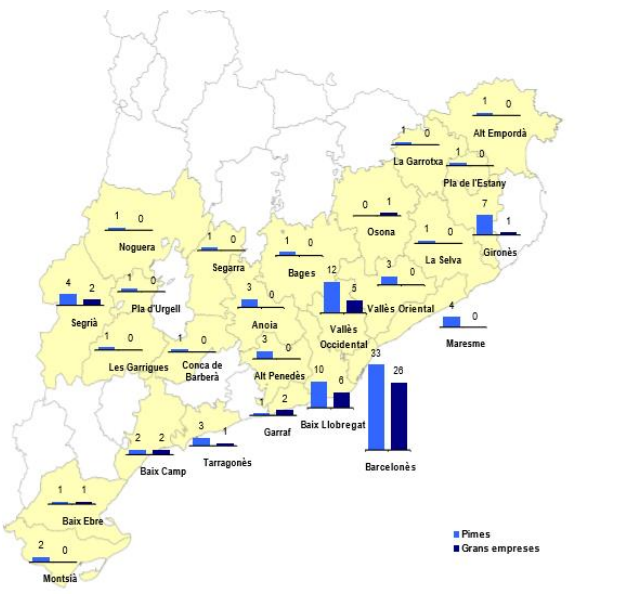 1 0
Alt Empordà
1 0
La Garrotxa
1 0
Pla de l'Estany
0 1
Osona
7 1
Gironès
1 0
La Selva
1 0
Noguera
1 0
Segarra
1 0
Bages
12 5
Vallès
Occidental
3 0
Vallès Oriental
4 2
Segrià
1 0
Pla d'Urgell
3 0
Anoia
4 0
Maresme
1 0
Les Garrigues
1 0
Conca de
Barberà
3 0
Alt Penedès
10 6
Baix Llobregat
33 26
Barcelonès
1 2
Garraf
2 2
Baix Camp
3 1
Tarragonès
1 1
Baix Ebre
2 0
Montsià
Pimes
Grans empreses